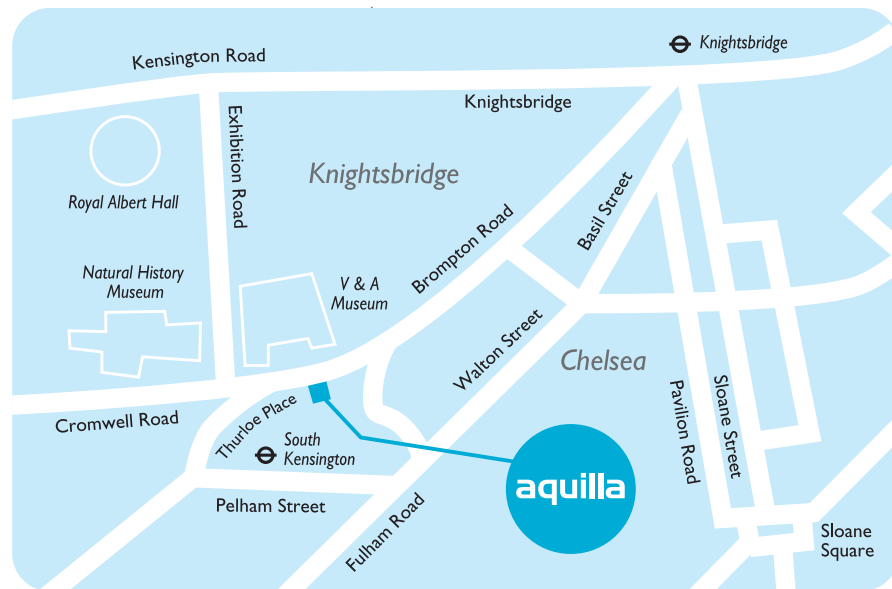 Knightsbridge
Kensington Road
Knightsbridge
Exhibition Road
Knightsbridge
Royal Albert Hall
Basil Street
Brompton Road
Natural History
Museum
V & A
Museum
Walton Street
Chelsea
Cromwell Road
Thurloe Place
Pavilion Road
Sloane Street
South
Kensington
aquilla
Pelham Street
Fulham Road
Sloane
Square